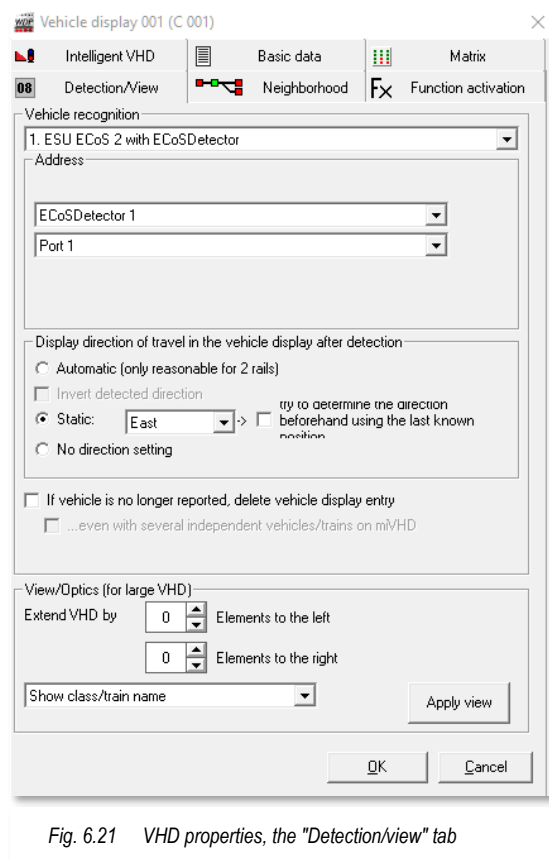 WDP Vehicle display 001 (C 001)
Intelligent VHD Basic data Matrix
08 Detection/View Neighborhood Fx Function activation
Vehicle recognition
1. ESU ECoS 2 with ECoSDetector
Address
ECoSDetector 1
Port 1
Display direction of travel in the vehicle display after detection
Automatic (only reasonable for 2 rails)
Invert detected direction
Static: East -> try to determine the direction
beforehand using the last known
position
No direction setting
If vehicle is no longer reported, delete vehicle display entry
...even with several independent vehicles/trains on mVHD
View/Optics (for large VHD)
Extend VHD by 0 Elements to the left
0 Elements to the right
Show class/train name Apply view
OK Cancel
Fig. 6.21 VHD properties, the "Detection/view" tab